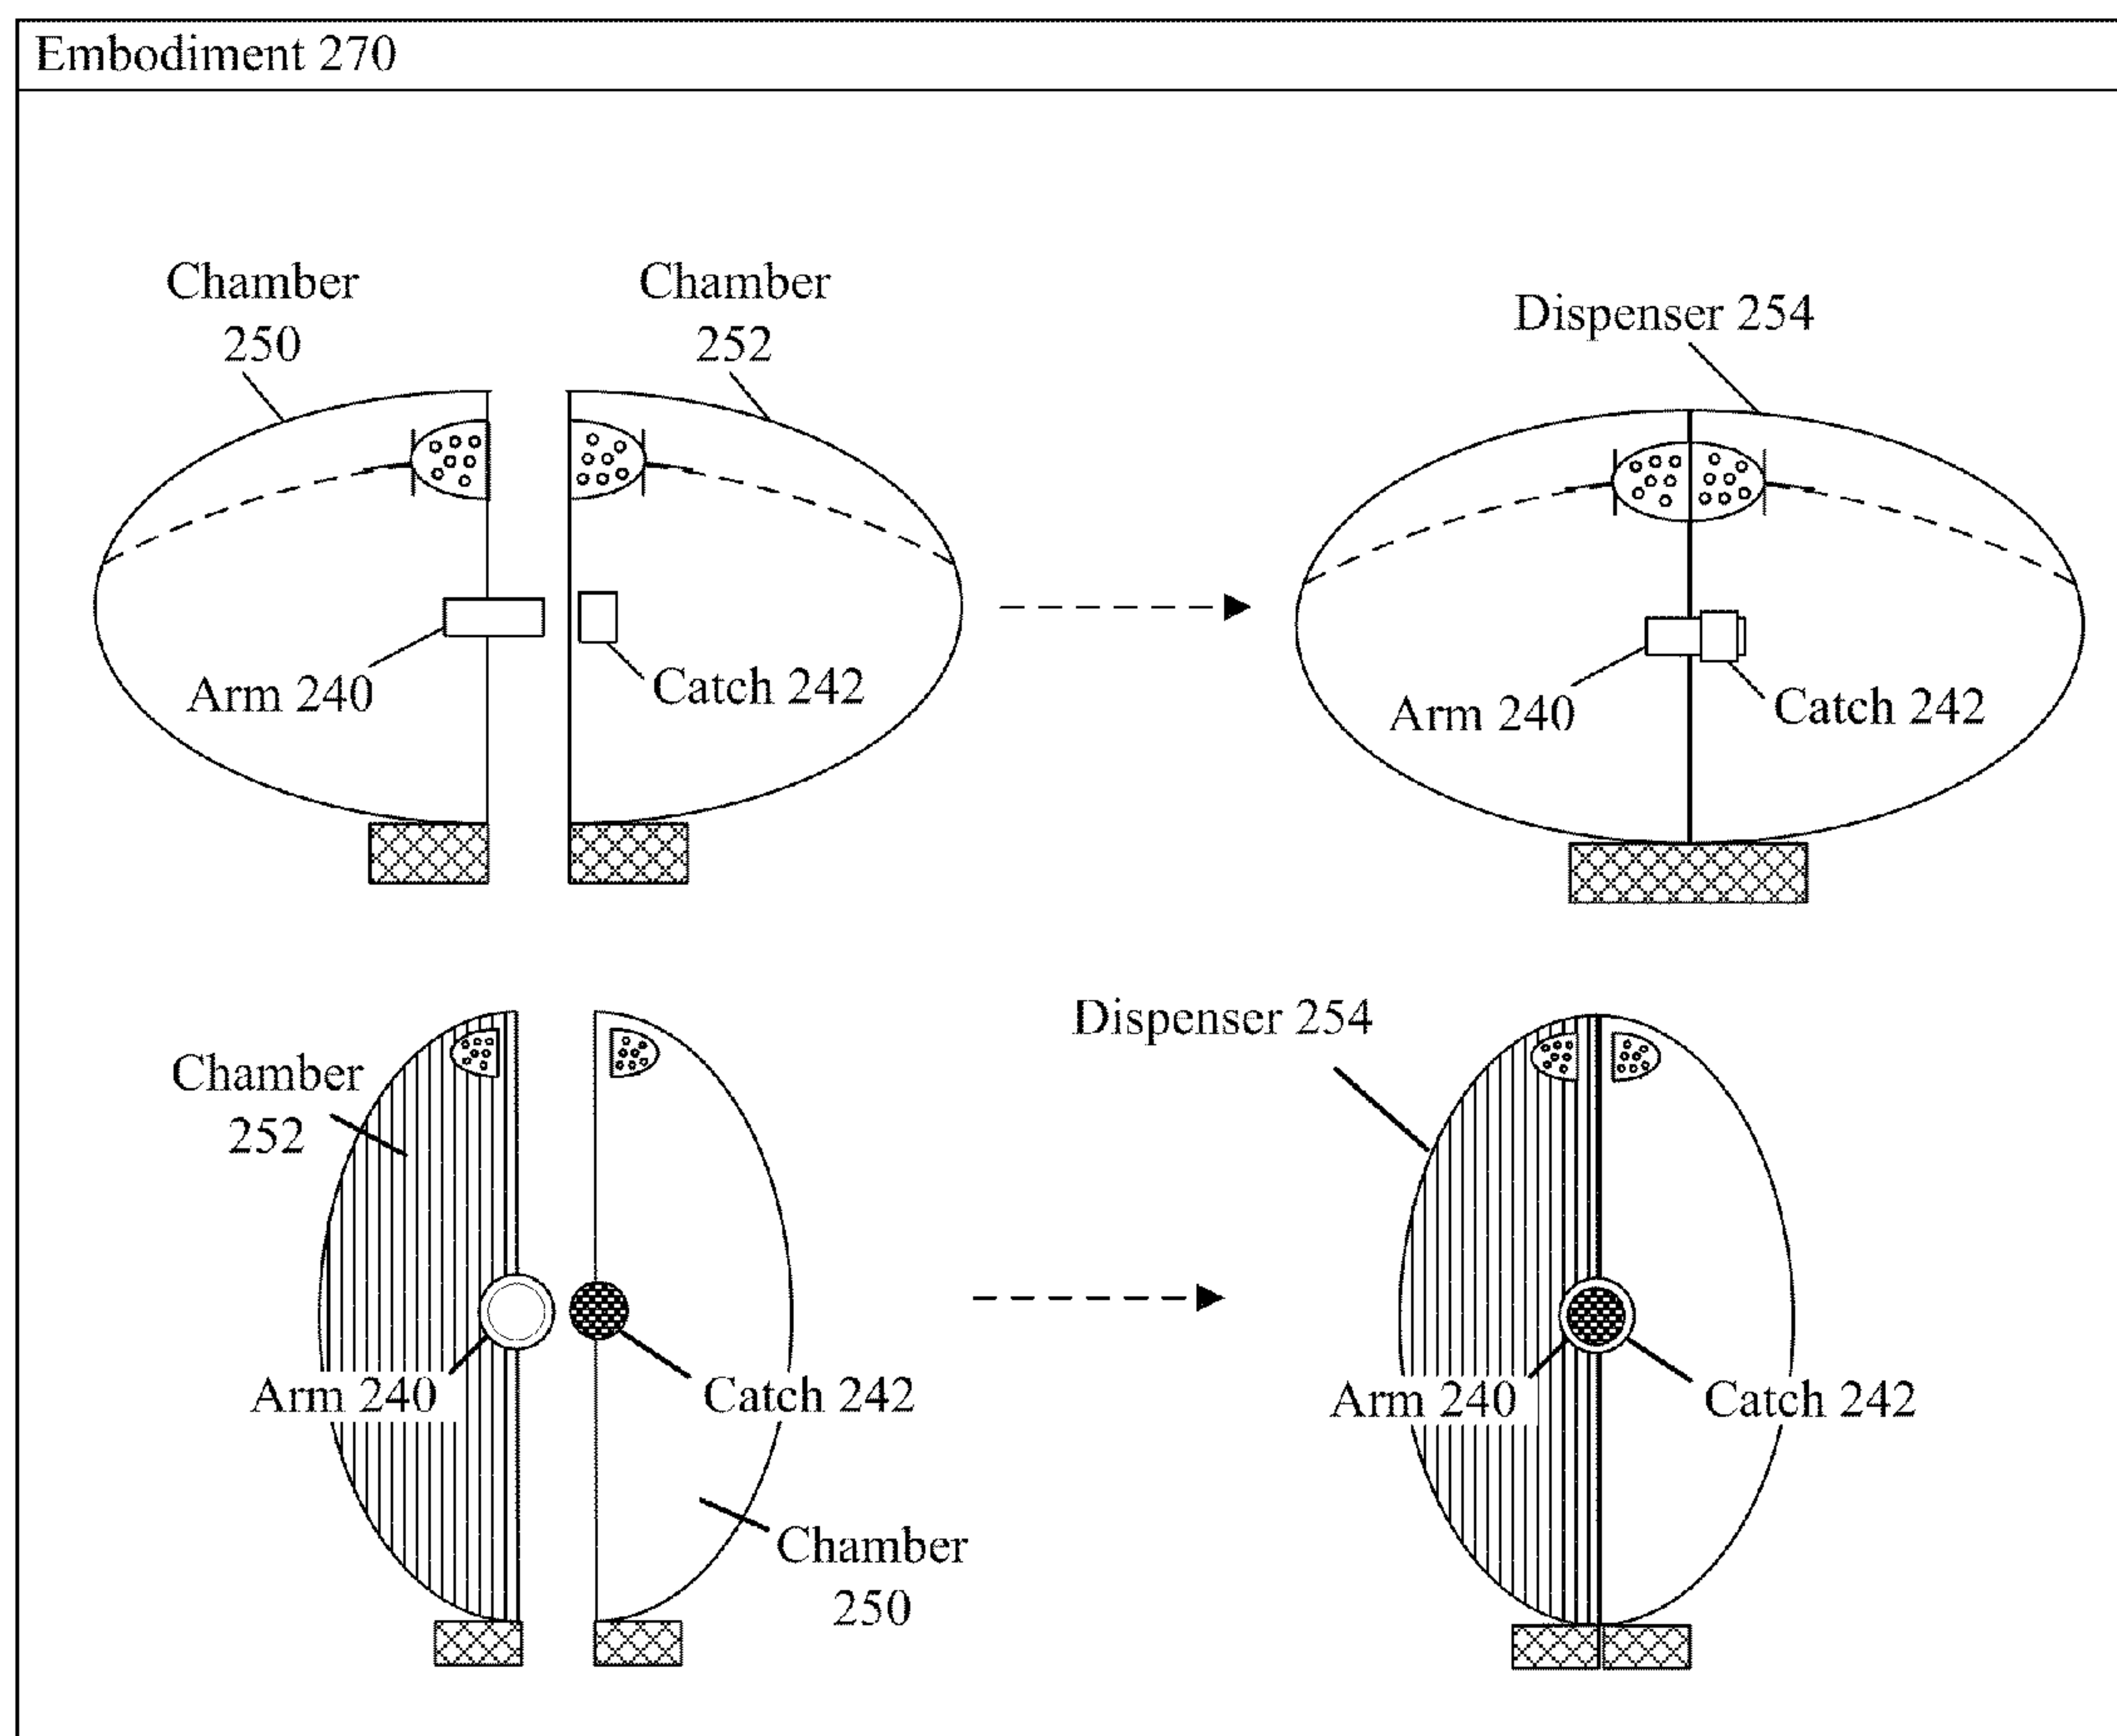 Embodiment 270
Chamber
250
Chamber
252
Dispenser 254
Arm 240
Catch 242
Arm 240
Catch 242
Chamber
252
Dispenser 254
Arm 240
Catch 242
Arm 240
Catch 242
Chamber
250